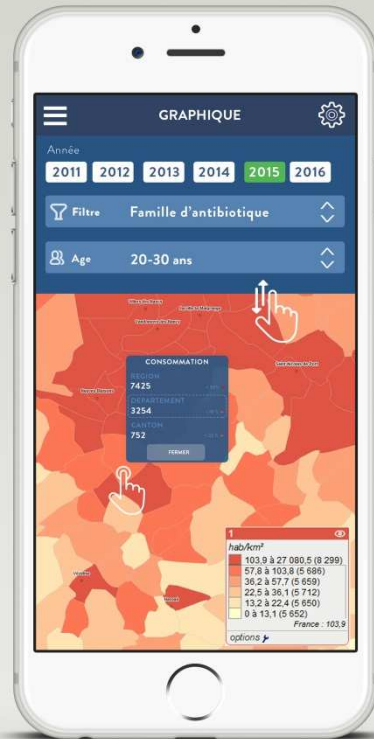 GRAPHIQUE
Année
2011 2012 2013 2014 2015 2016
Filtre Famille d'antibiotique
Age 20-30 ans
CONSOMMATION
REGION
7425
DEPARTEMENT
3254
CANTON
752
FERMER
1
hab/km²
103,9 à 27 080,5 (8 299)
57,8 à 103,8 (5 686)
36,2 à 57,7 (5 659)
22,5 à 36,1 (5 712)
13,2 à 22,4 (5 650)
0 à 13,1 (5 652)
France : 103,9
options